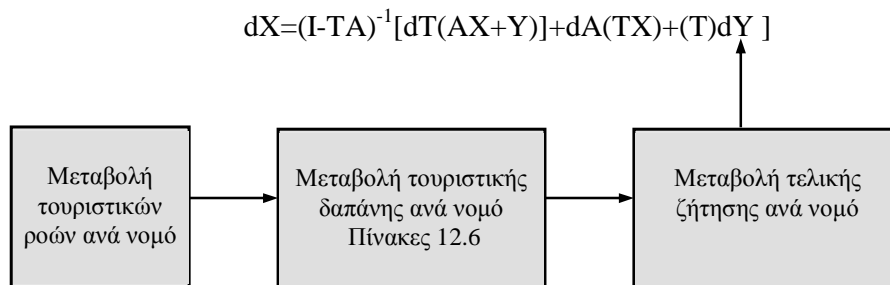 dX=(I-TA)-1[dT(AX+Y)]+dA(TX)+(T)dY ]
Μεταβολή
τουριστικών
ροών ανά νομό
Μεταβολή τουριστικής
δαπάνης ανά νομό
Πίνακες 12.6
Μεταβολή τελικής
ζήτησης ανά νομό